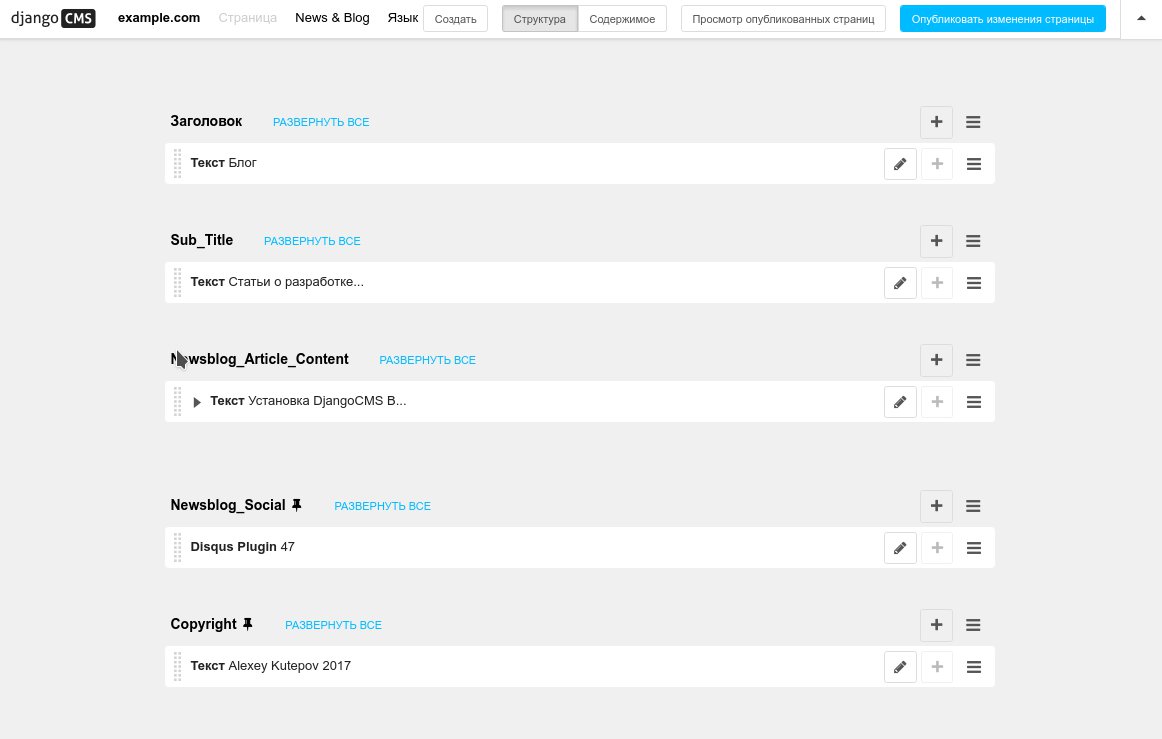 django CMS example.com Страница News & Blog Язык Создать Структура Содержимое Просмотр опубликованных страниц Опубликовать изменения страницы
Заголовок РАЗВЕРНУТЬ ВСЕ
Текст Блог
Sub_Title РАЗВЕРНУТЬ ВСЕ
Текст Статьи о разработке...
Newsblog_Article_Content РАЗВЕРНУТЬ ВСЕ
Текст Установка DjangoCMS В...
Newsblog_Social РАЗВЕРНУТЬ ВСЕ
Disqus Plugin 47
Copyright РАЗВЕРНУТЬ ВСЕ
Текст Alexey Kutepov 2017